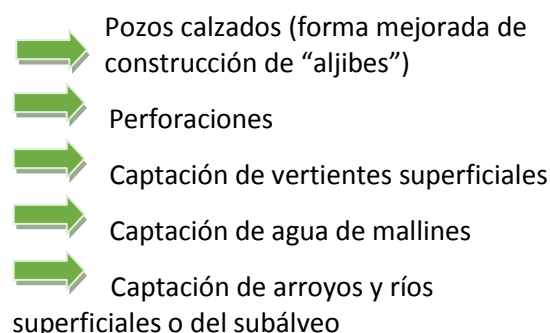 Pozos calzados (forma mejorada de
construcción de “aljibes”)
Perforaciones
Captación de vertientes superficiales
Captación de agua de mallines
Captación de arroyos y ríos
superficiales o del subálveo